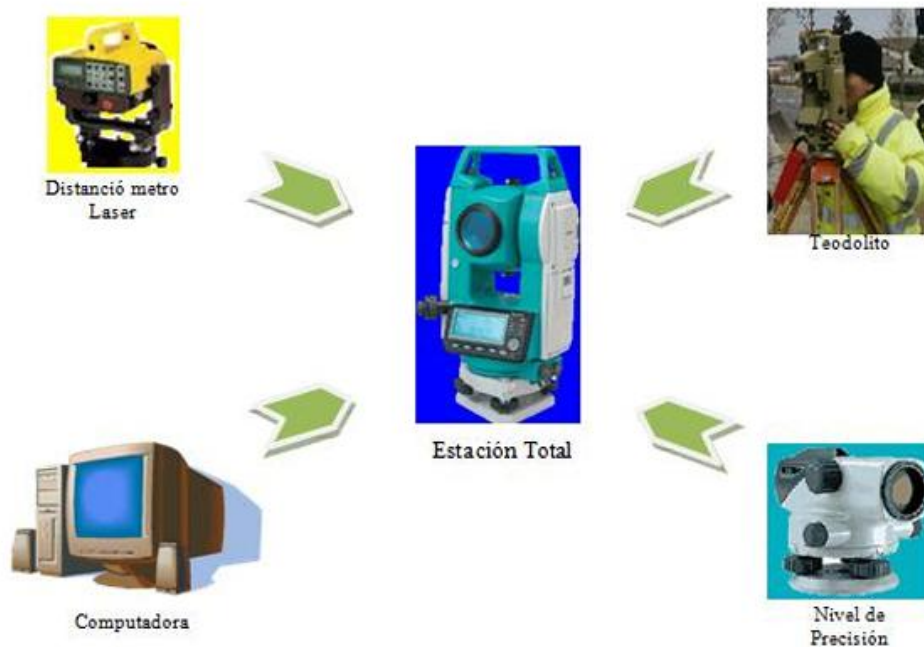 Distanció metro
Laser
Teodolito
Estación Total
Computadora
Nivel de
Precisión